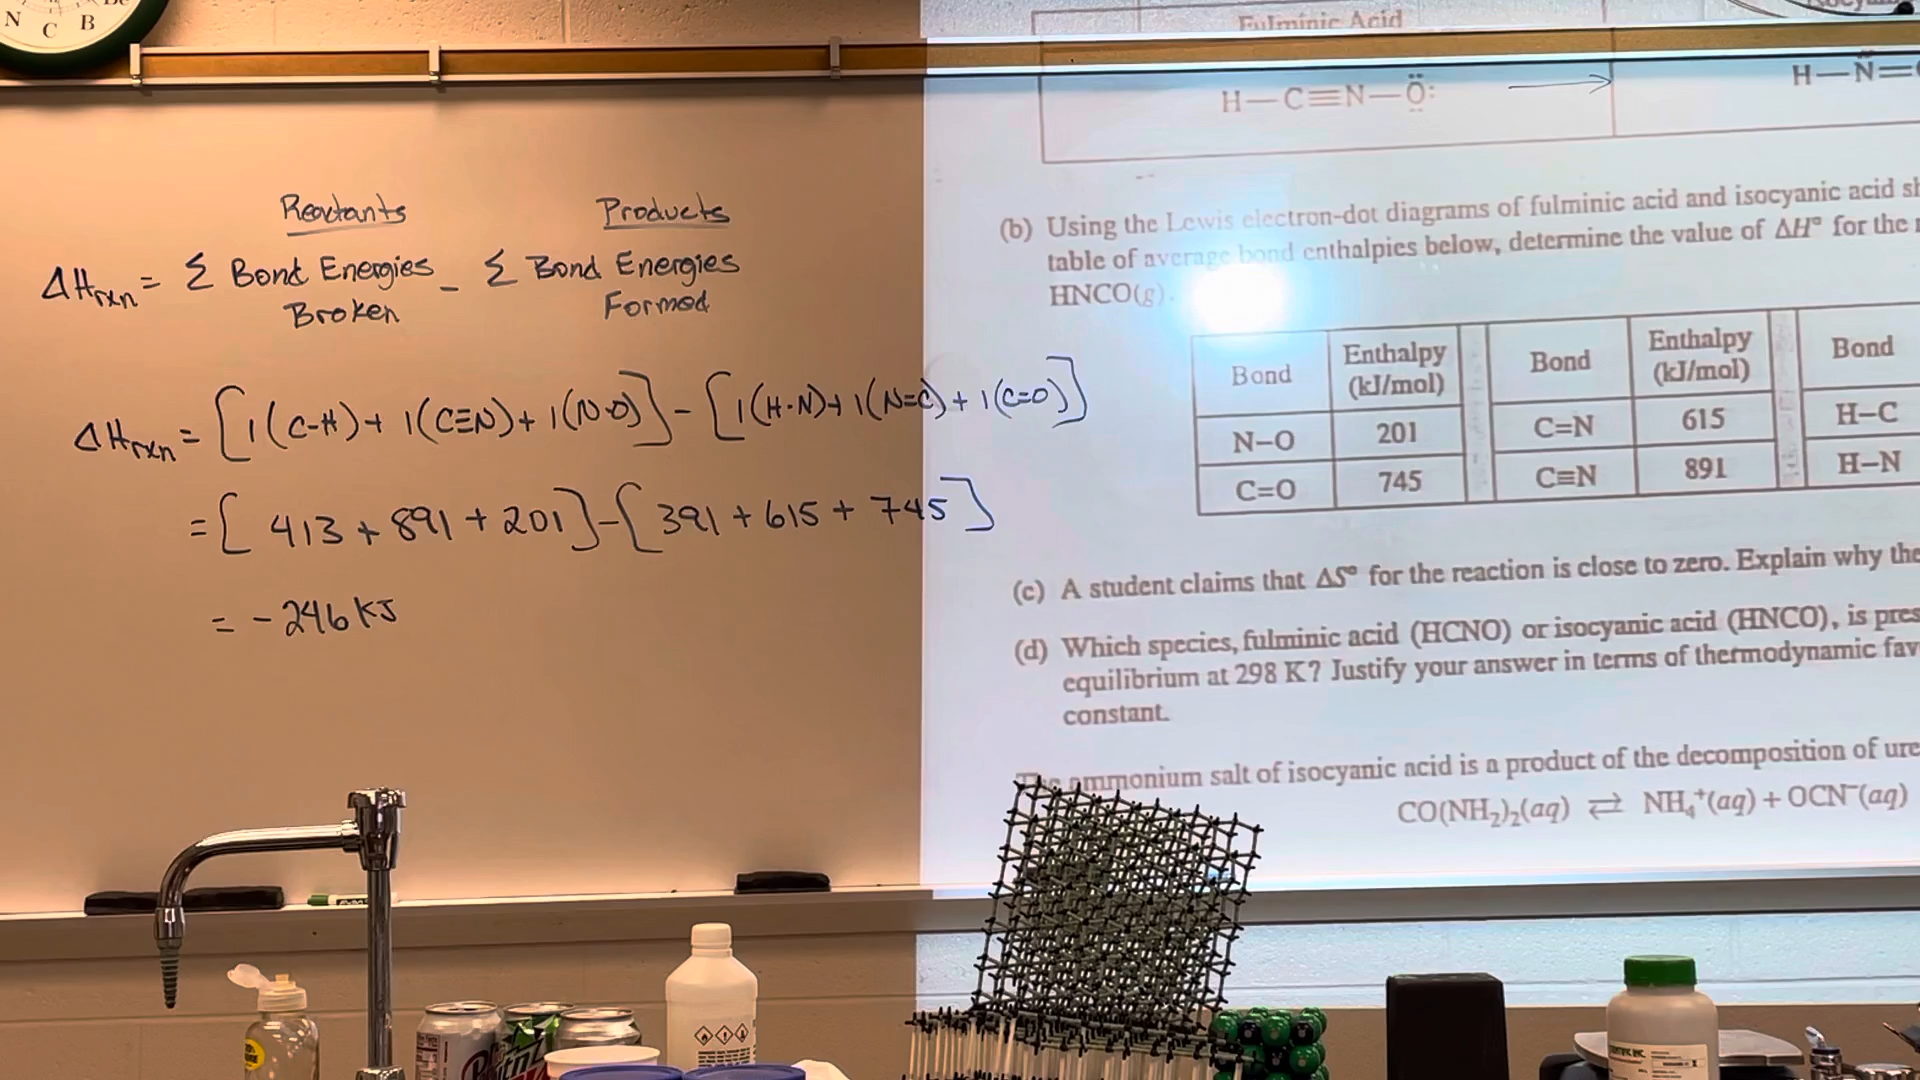 N C B
Reactants Products
ΔHrxn = Σ Bond Energies Broken - Σ Bond Energies Formed
ΔHrxn = [1(C-H) + 1(C≡N) + 1(N-O)] - [1(H-N) + 1(N=C) + 1(C=O)]
= [413 + 891 + 201] - [391 + 615 + 745]
= -246 KJ
Fulminic Acid
H—C≡N—Ö: → H—N̈=
(b) Using the Lewis electron-dot diagrams of fulminic acid and isocyanic acid
table of average bond enthalpies below, determine the value of ΔH° for the
HNCO(g).
Bond Enthalpy (kJ/mol) Bond Enthalpy (kJ/mol) Bond
N–O 201 C=N 615 H–C
C=O 745 C≡N 891 H–N
(c) A student claims that ΔS° for the reaction is close to zero. Explain why the
(d) Which species, fulminic acid (HCNO) or isocyanic acid (HNCO), is
equilibrium at 298 K? Justify your answer in terms of thermodynamic
constant.
ammonium salt of isocyanic acid is a product of the decomposition of
CO(NH₂)₂(aq) ⇄ NH₄⁺(aq) + OCN⁻(aq)